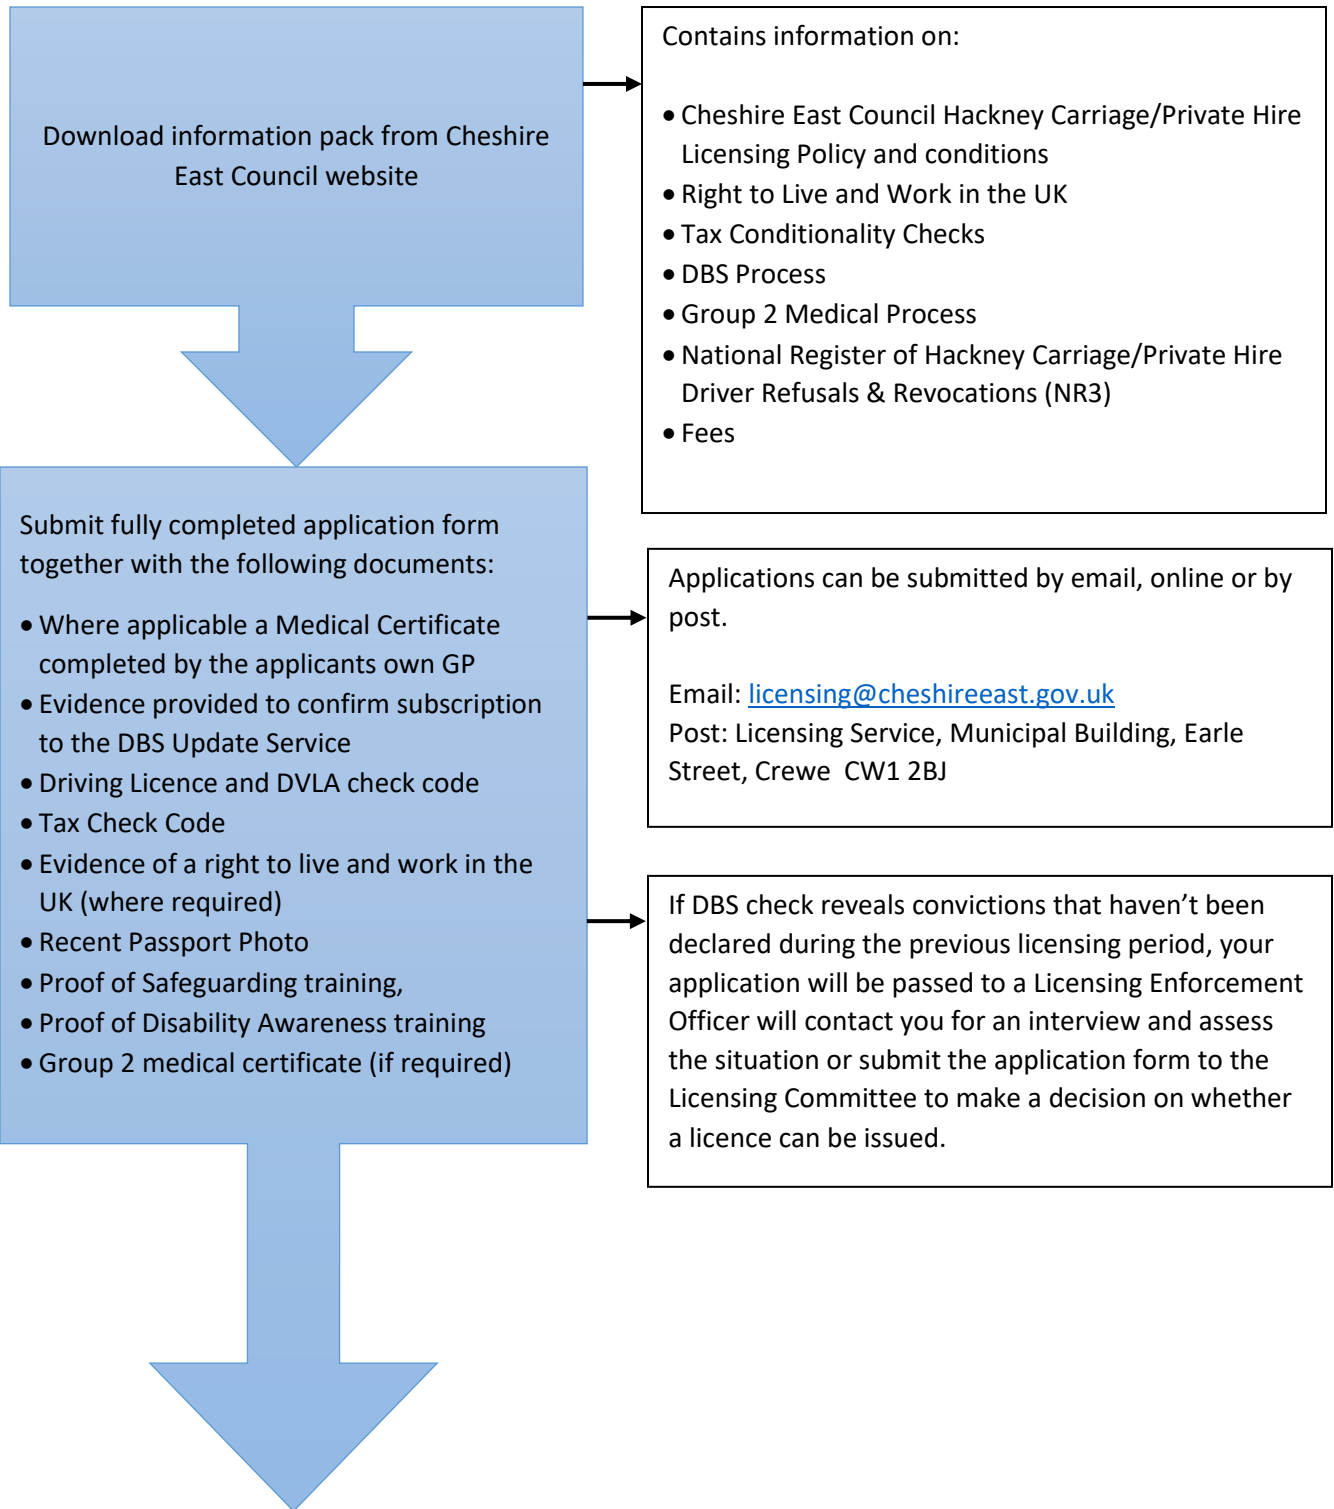 Download information pack from Cheshire
East Council website
Contains information on:
• Cheshire East Council Hackney Carriage/Private Hire
Licensing Policy and conditions
• Right to Live and Work in the UK
• Tax Conditionality Checks
• DBS Process
• Group 2 Medical Process
• National Register of Hackney Carriage/Private Hire
Driver Refusals & Revocations (NR3)
• Fees
Submit fully completed application form
together with the following documents:
• Where applicable a Medical Certificate
completed by the applicants own GP
• Evidence provided to confirm subscription
to the DBS Update Service
• Driving Licence and DVLA check code
• Tax Check Code
• Evidence of a right to live and work in the
UK (where required)
• Recent Passport Photo
• Proof of Safeguarding training,
• Proof of Disability Awareness training
• Group 2 medical certificate (if required)
Applications can be submitted by email, online or by
post.
Email: licensing@cheshireeast.gov.uk
Post: Licensing Service, Municipal Building, Earle
Street, Crewe  CW1 2BJ
If DBS check reveals convictions that haven’t been
declared during the previous licensing period, your
application will be passed to a Licensing Enforcement
Officer will contact you for an interview and assess
the situation or submit the application form to the
Licensing Committee to make a decision on whether
a licence can be issued.